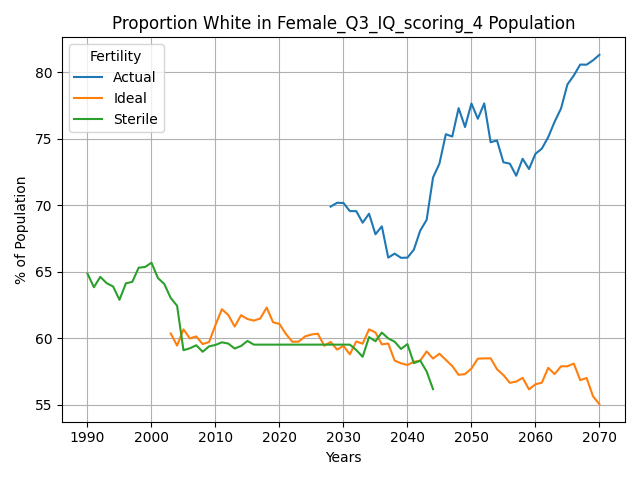 Proportion White in Female_Q3_IQ_scoring_4 Population
Fertility
Actual
Ideal
Sterile
% of Population
80
75
70
65
60
55
1990 2000 2010 2020 2030 2040 2050 2060 2070
Years